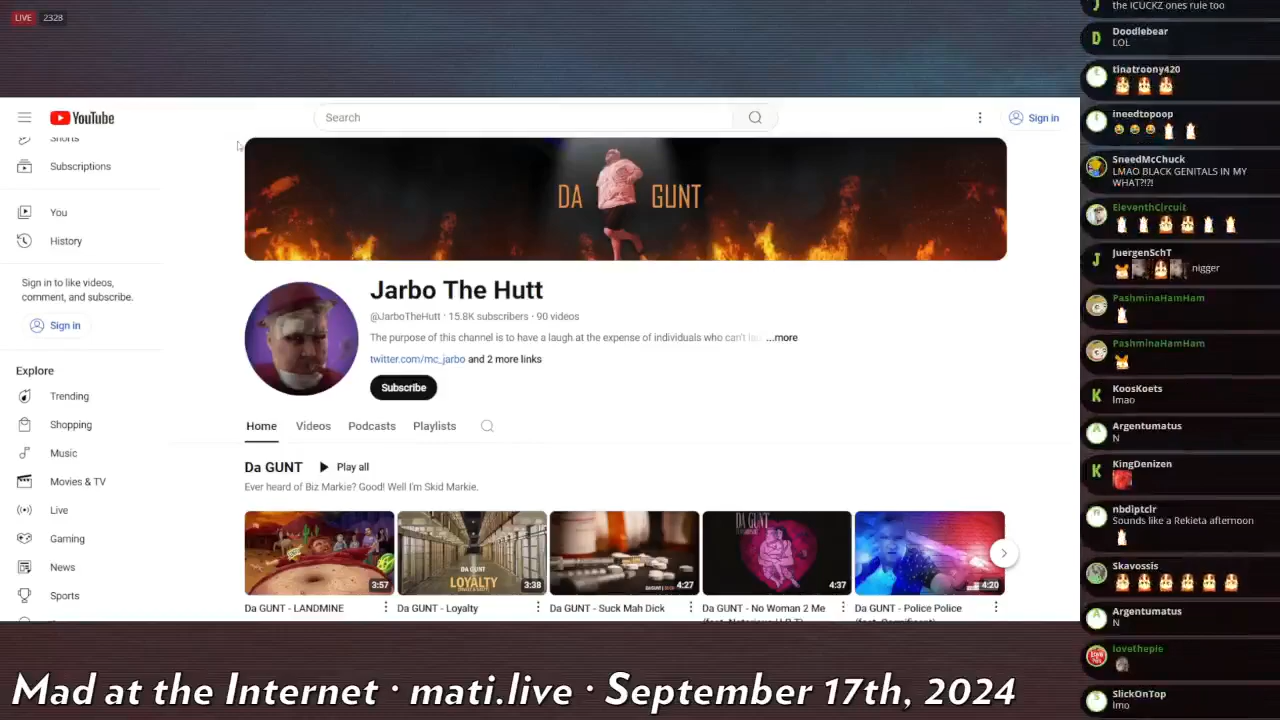 LIVE 2328
YouTube
Search
Sign in
Shorts
Subscriptions
You
History
Sign in to like videos,
comment, and subscribe.
Sign in
Explore
Trending
Shopping
Music
Movies & TV
Live
Gaming
News
Sports
DA GUNT
Jarbo The Hutt
@JarboTheHutt · 15.8K subscribers · 90 videos
The purpose of this channel is to have a laugh at the expense of individuals who can't ...more
twitter.com/mc_jarbo and 2 more links
Subscribe
Home Videos Podcasts Playlists
Da GUNT Play all
Ever heard of Biz Markie? Good! Well I'm Skid Markie.
3:57
DA GUNT
LOYALTY
3:38
4:27
DA GUNT
4:37
4:20
Da GUNT - LANDMINE
Da GUNT - Loyalty
Da GUNT - Suck Mah Dick
Da GUNT - No Woman 2 Me
Da GUNT - Police Police
the ICUCKZ ones rule too
Doodlebear
LOL
tinatroony420
ineedtopoop
SneedMcChuck
LMAO BLACK GENITALS IN MY
WHAT?!?!
EleventhCircuit
JuergenSchT
nigger
PashminaHamHam
PashminaHamHam
KoosKoets
lmao
Argentumatus
N
KingDenizen
nbdiptclr
Sounds like a Rekieta afternoon
Skavossis
Argentumatus
N
lovethepie
SlickOnTop
lmo
Mad at the Internet · mati.live · September 17th, 2024